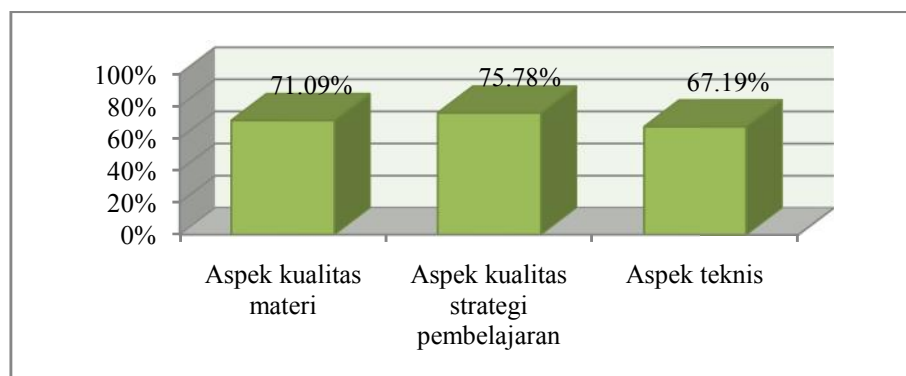 100%
80%
60%
40%
20%
0%
71.09%
75.78%
67.19%
Aspek kualitas
materi
Aspek kualitas
strategi
pembelajaran
Aspek teknis